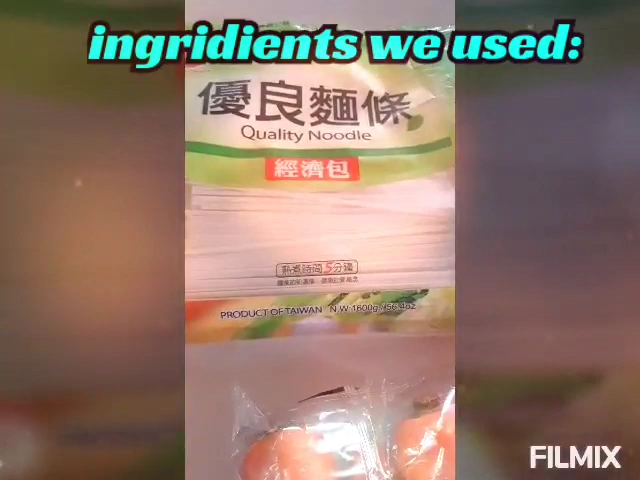 ingridients we used:
優良麵條
Quality Noodle
經濟包
熱煮時間5分鐘
PRODUCT OF TAIWAN N.W:1600g
FILMIX